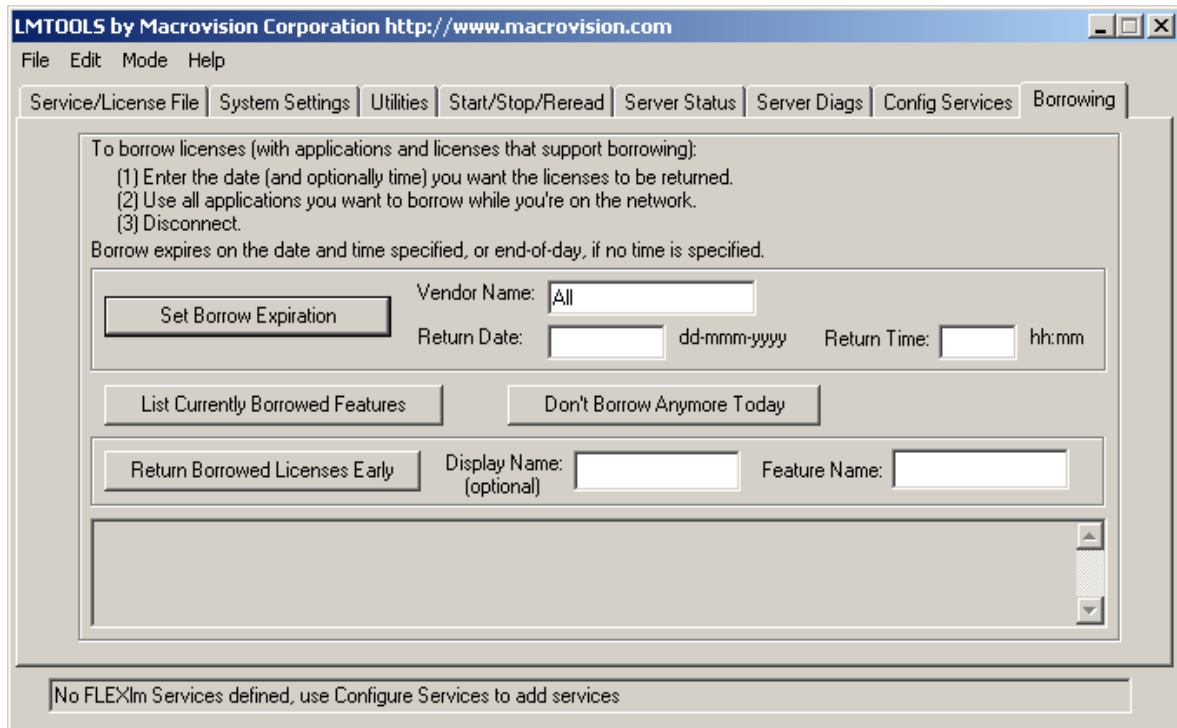 LMTOOLS by Macrovision Corporation http://www.macrovision.com
File Edit Mode Help
Service/License File System Settings Utilities Start/Stop/Reread Server Status Server Diags Config Services Borrowing
To borrow licenses (with applications and licenses that support borrowing):
(1) Enter the date (and optionally time) you want the licenses to be returned.
(2) Use all applications you want to borrow while you're on the network.
(3) Disconnect.
Borrow expires on the date and time specified, or end-of-day, if no time is specified.
Set Borrow Expiration Vendor Name: All
Return Date: dd-mmm-yyyy Return Time: hh:mm
List Currently Borrowed Features Don't Borrow Anymore Today
Return Borrowed Licenses Early Display Name: Feature Name:
(optional)
No FLEXlm Services defined, use Configure Services to add services